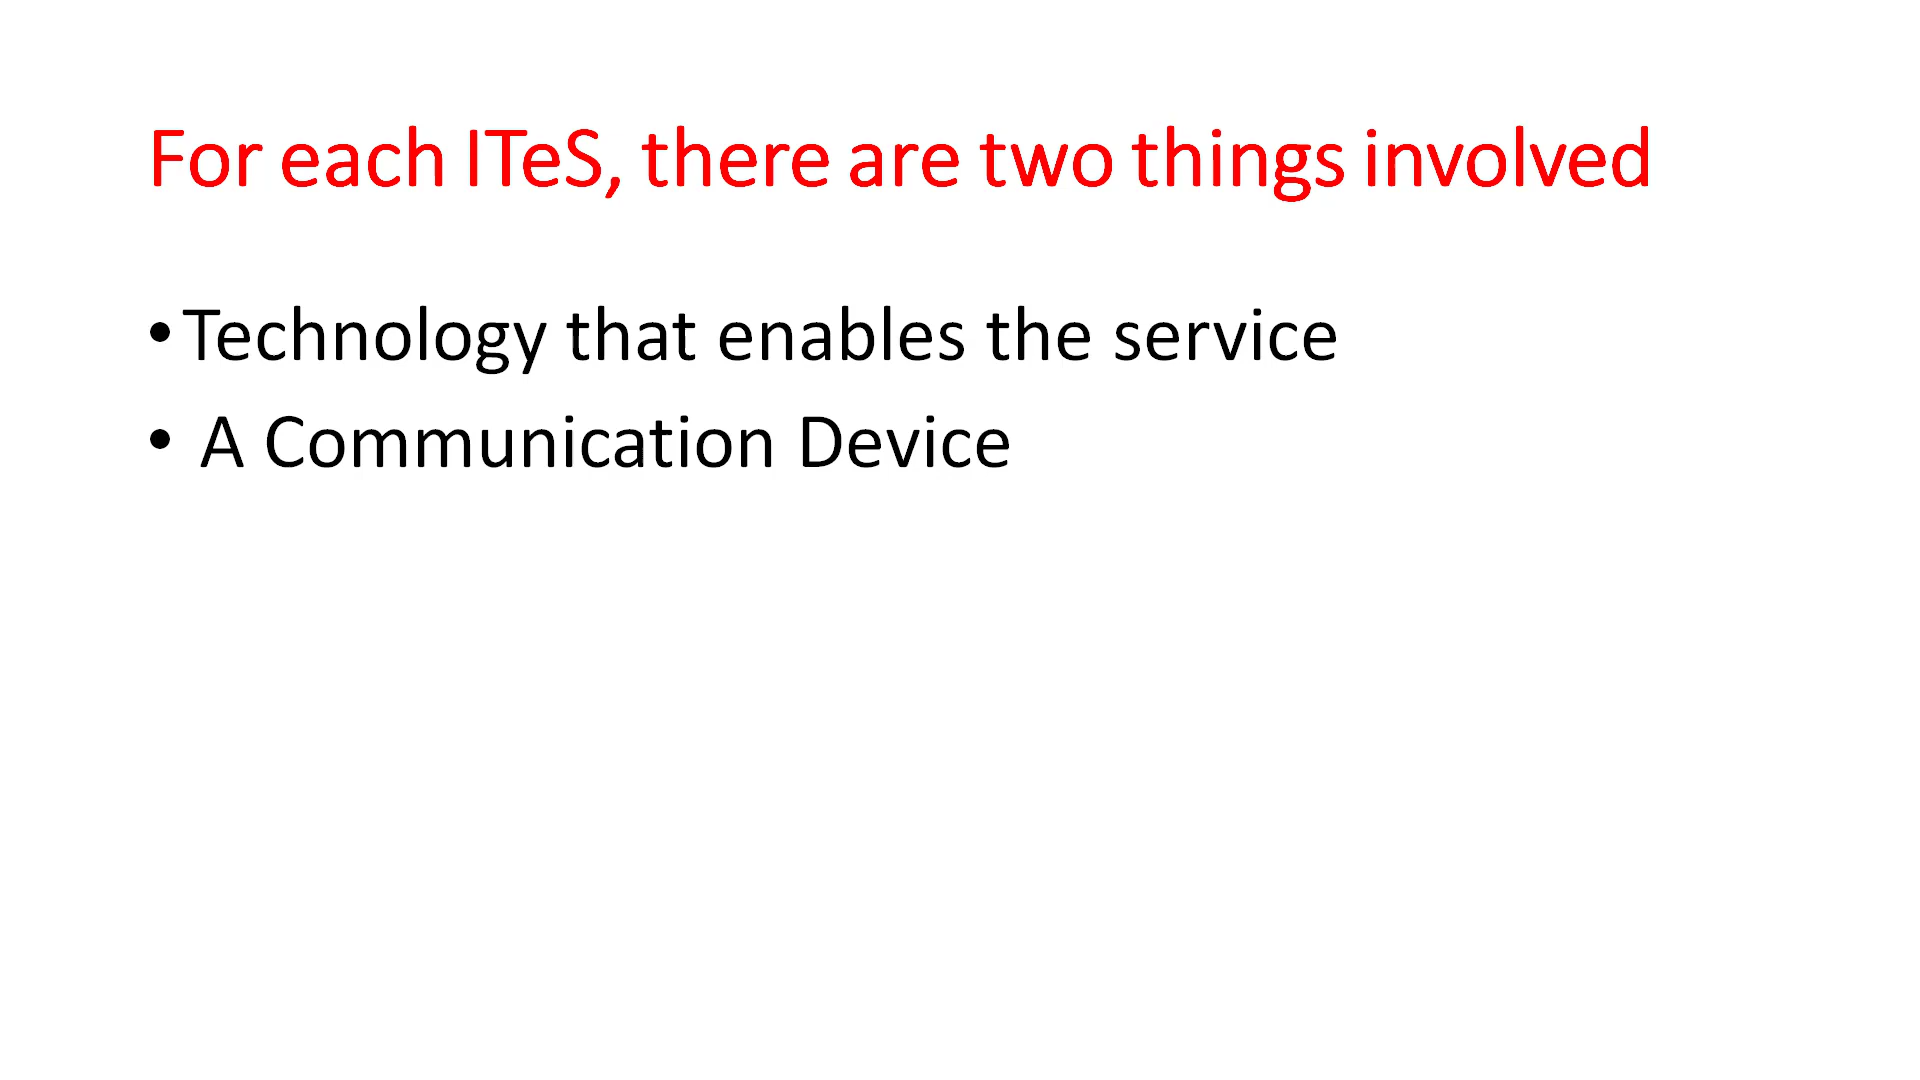 For each ITeS, there are two things involved
• Technology that enables the service
• A Communication Device